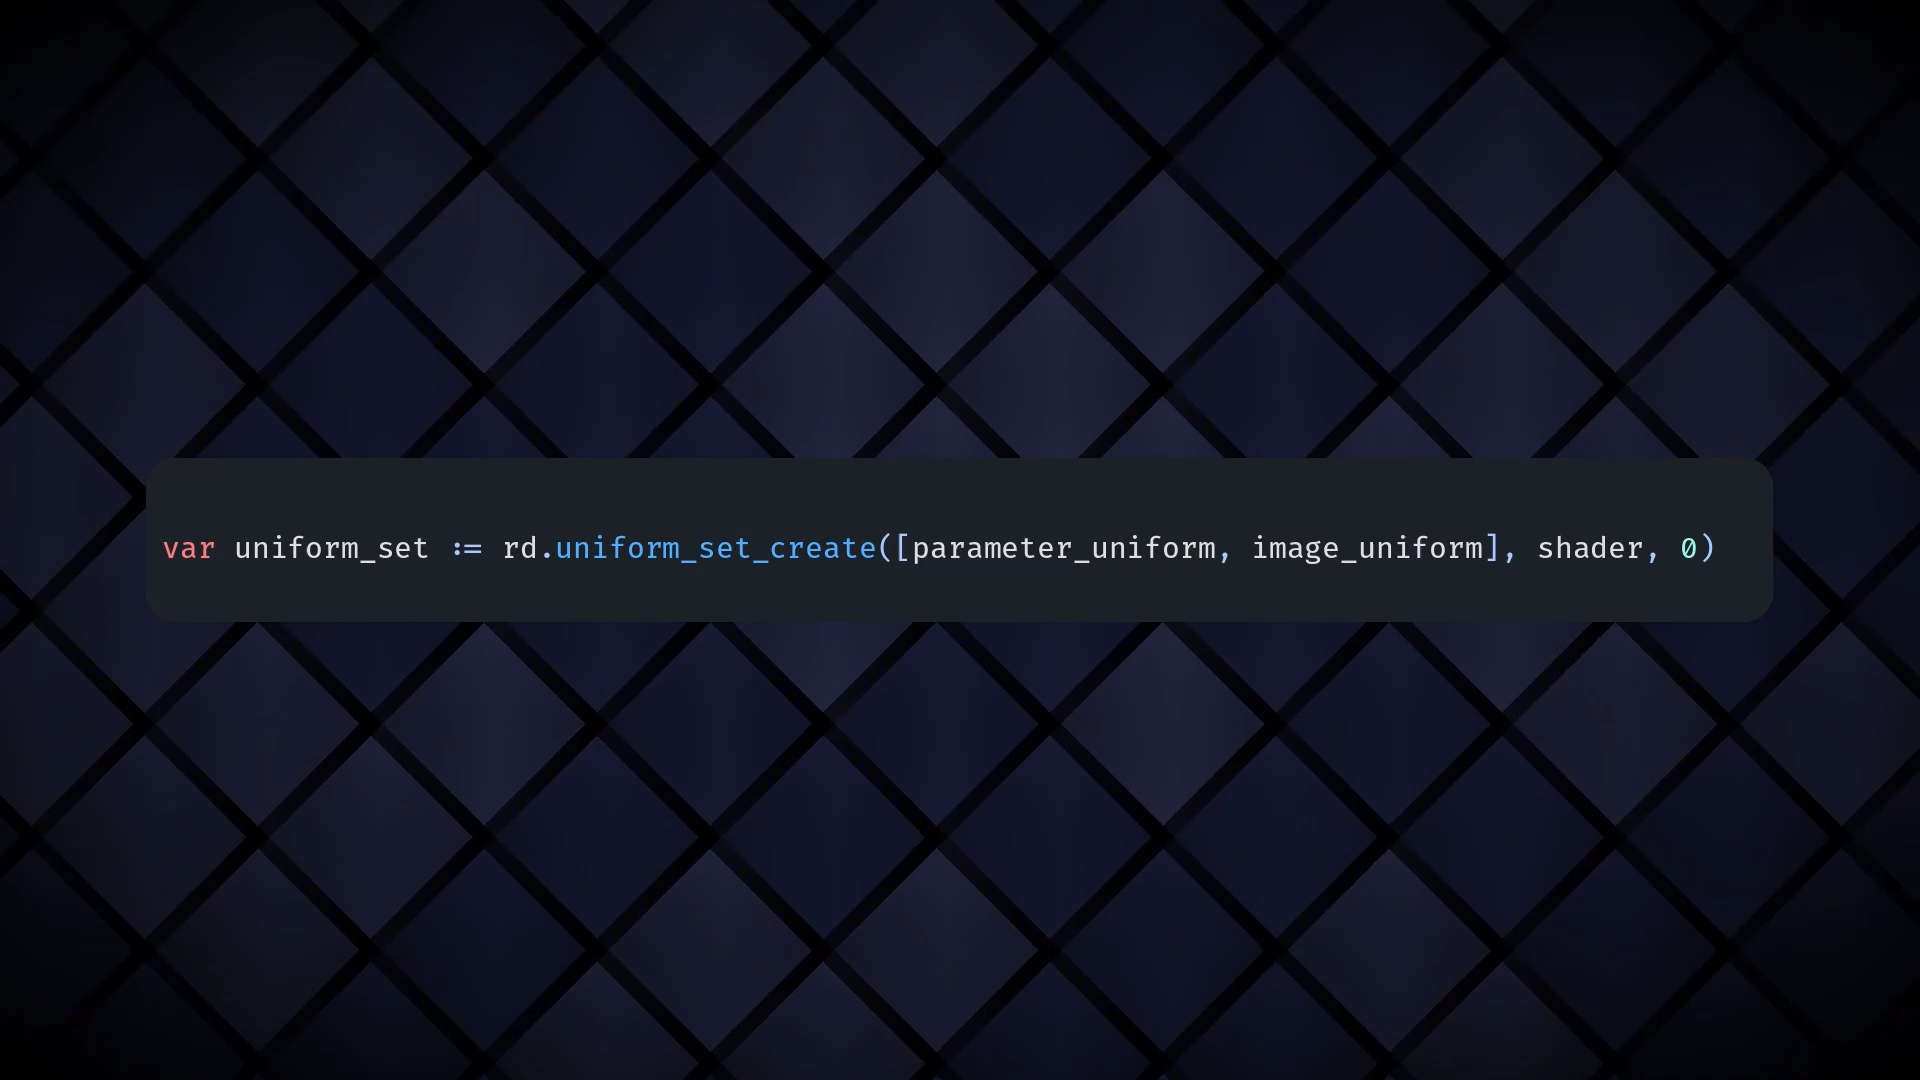 var uniform_set := rd.uniform_set_create([parameter_uniform, image_uniform], shader, 0)